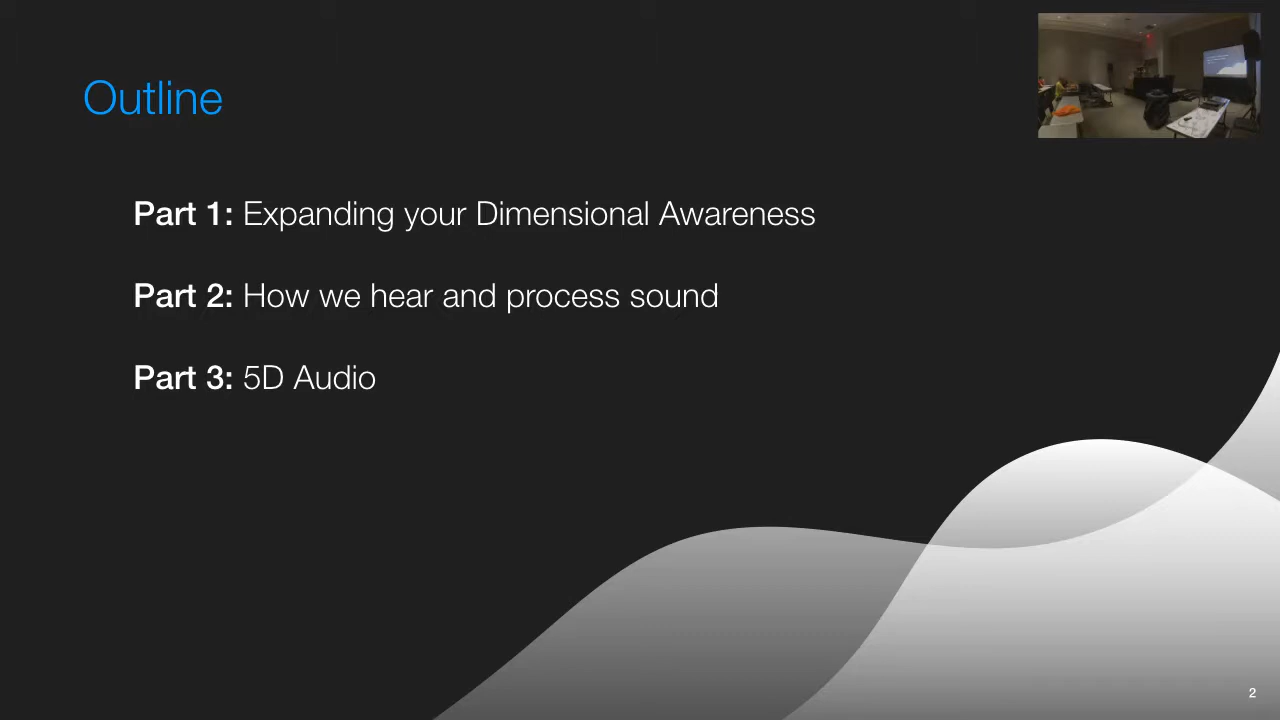 Outline
Part 1: Expanding your Dimensional Awareness
Part 2: How we hear and process sound
Part 3: 5D Audio
2